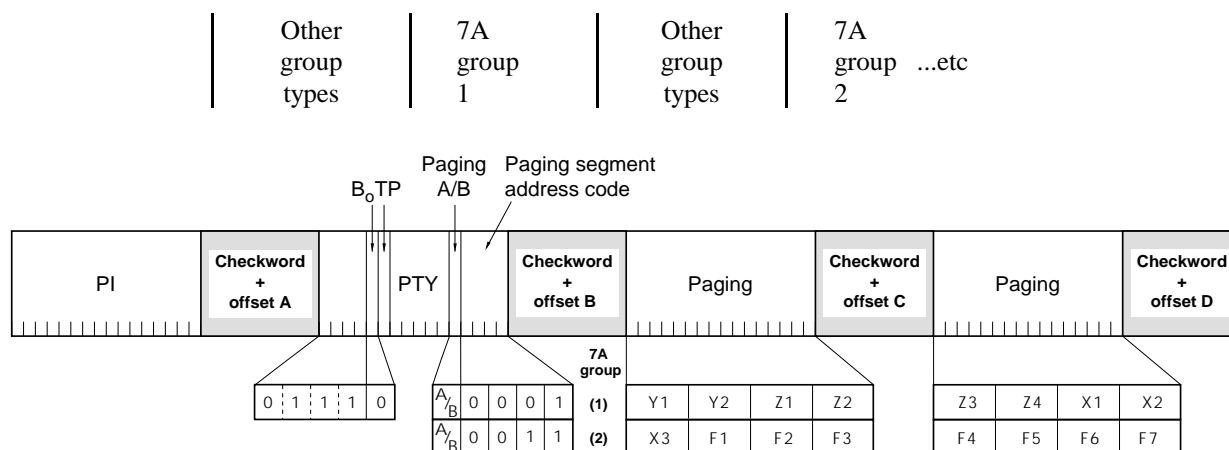 Other 7A Other 7A
group group group group ...etc
types 1 types 2
Paging Paging segment
BoTP A/B address code
PI Checkword + offset A PTY Checkword + offset B Paging Checkword + offset C Paging Checkword + offset D
7A
group
0 1 1 1 0 A/B 0 0 0 1 (1) Y1 Y2 Z1 Z2 Z3 Z4 X1 X2
A/B 0 0 1 1 (2) X3 F1 F2 F3 F4 F5 F6 F7